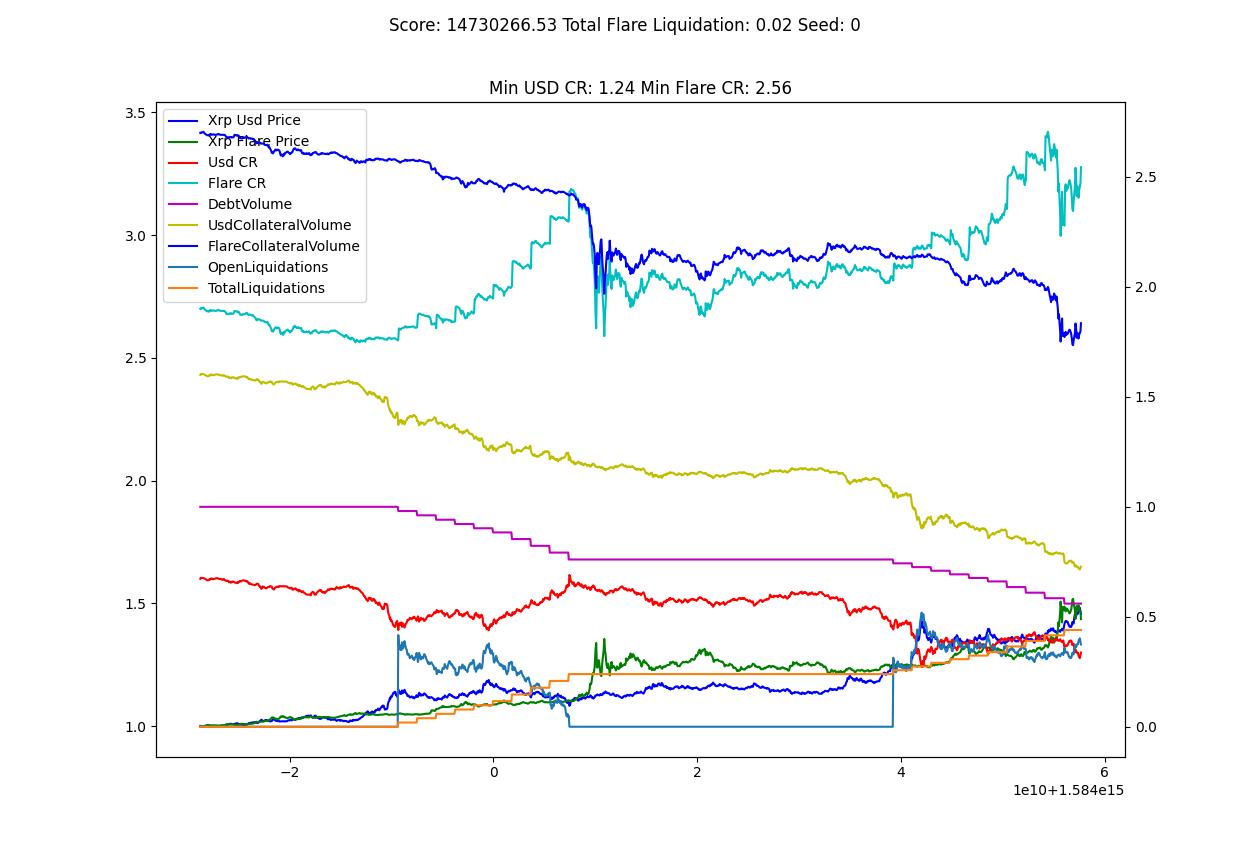 Score: 14730266.53 Total Flare Liquidation: 0.02 Seed: 0
Min USD CR: 1.24 Min Flare CR: 2.56
Xrp Usd Price
Xrp Flare Price
Usd CR
Flare CR
DebtVolume
UsdCollateralVolume
FlareCollateralVolume
OpenLiquidations
TotalLiquidations
3.5
3.0
2.5
2.0
1.5
1.0
2.5
2.0
1.5
1.0
0.5
0.0
−2
0
2
4
6
1e10+1.584e15